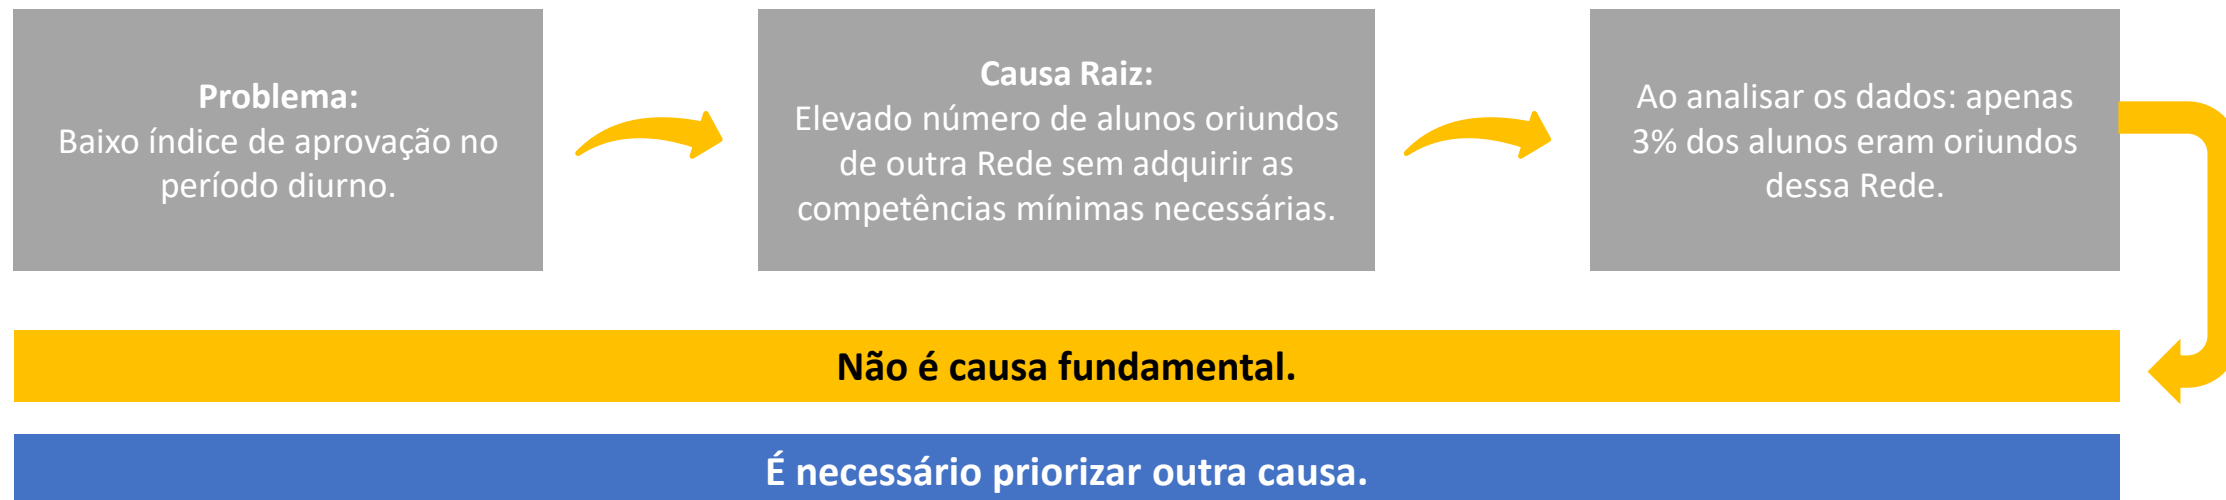 Problema:
Baixo índice de aprovação no
período diurno.
Causa Raiz:
Elevado número de alunos oriundos
de outra Rede sem adquirir as
competências mínimas necessárias.
Ao analisar os dados: apenas
3% dos alunos eram oriundos
dessa Rede.
Não é causa fundamental.
É necessário priorizar outra causa.